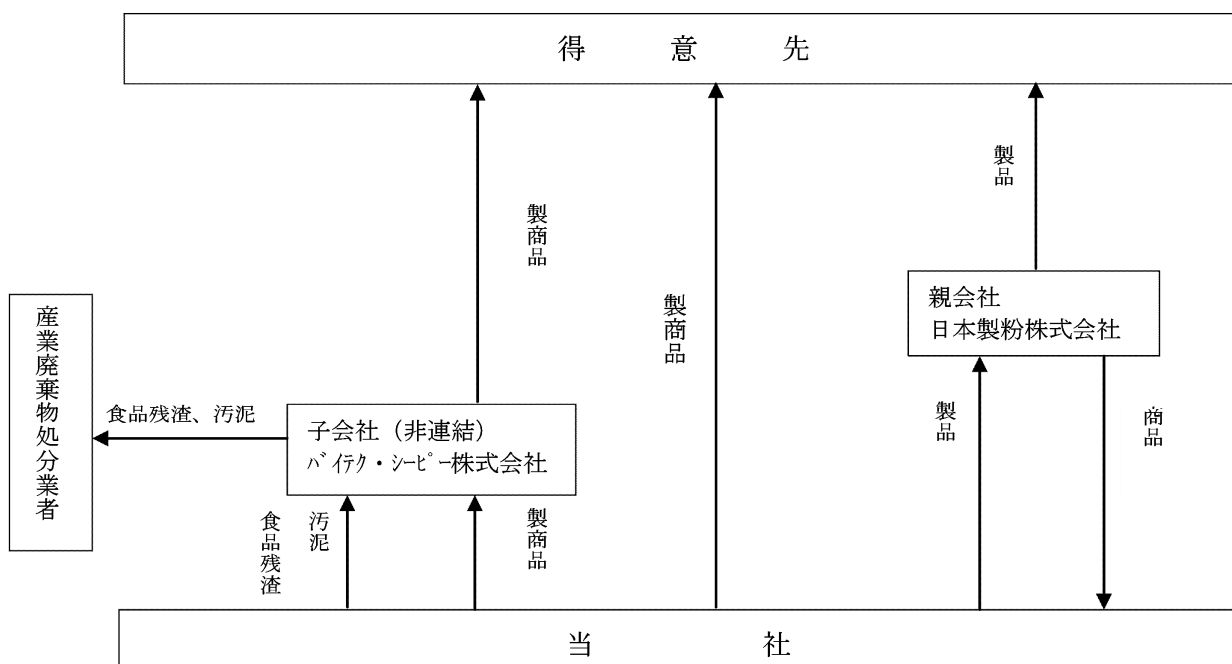 得意先
製品
製商品
製商品
親会社
日本製粉株式会社
産業廃棄物処分業者
食品残渣、汚泥
子会社（非連結）
ﾊﾞｲﾃｸ・ｼｰﾋﾟｰ株式会社
製品
商品
汚泥
食品残渣
製商品
当社